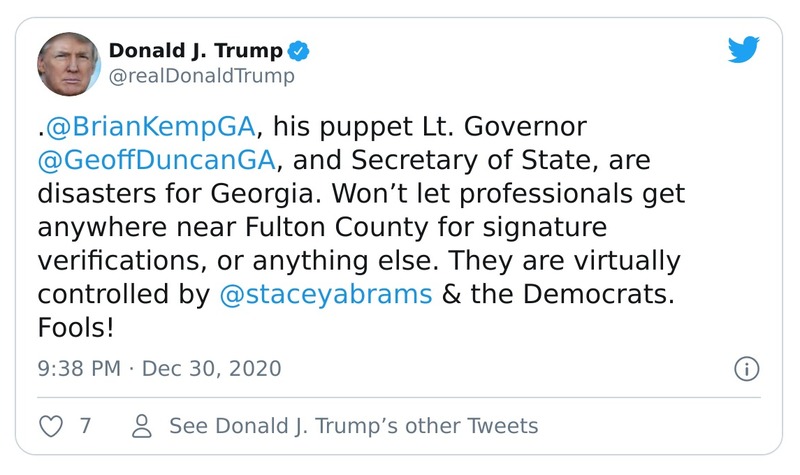 Donald J. Trump
@realDonaldTrump
.@BrianKempGA, his puppet Lt. Governor
@GeoffDuncanGA, and Secretary of State, are
disasters for Georgia. Won’t let professionals get
anywhere near Fulton County for signature
verifications, or anything else. They are virtually
controlled by @staceyabrams & the Democrats.
Fools!
9:38 PM · Dec 30, 2020
7 See Donald J. Trump’s other Tweets